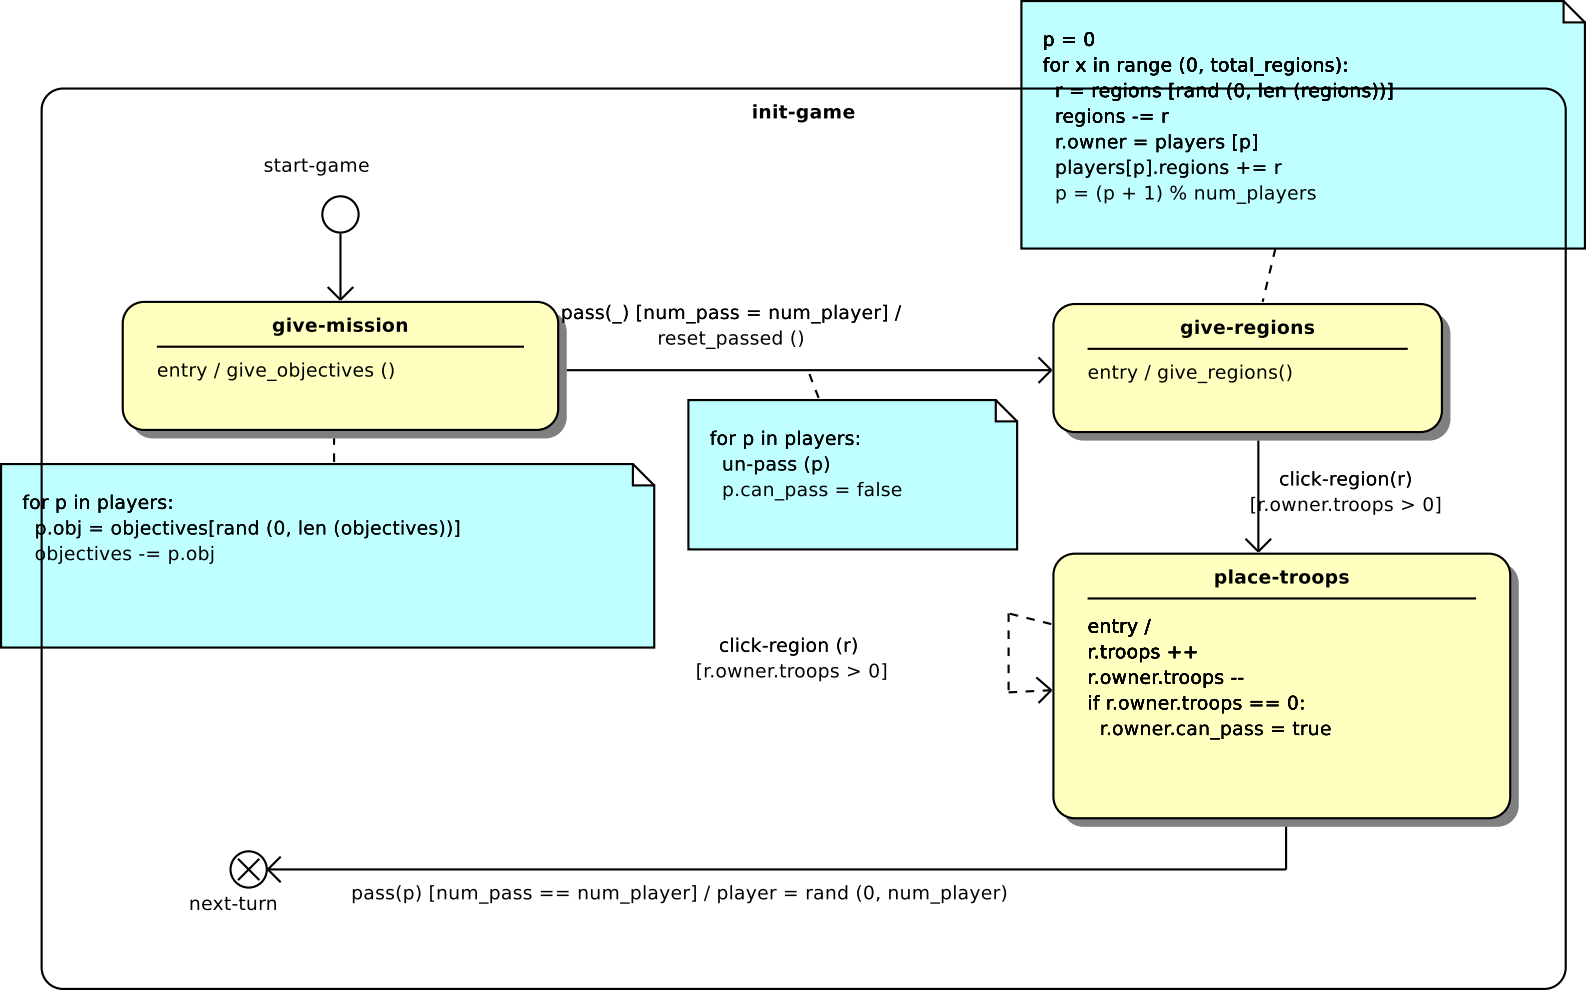 p = 0
for x in range (0, total_regions):
r = regions [rand (0, len (regions))]
regions -= r
r.owner = players [p]
players[p].regions += r
p = (p + 1) % num_players
init-game
start-game
give-mission
entry / give_objectives ()
pass(_) [num_pass = num_player] /
reset_passed ()
give-regions
entry / give_regions()
for p in players:
un-pass (p)
p.can_pass = false
for p in players:
p.obj = objectives[rand (0, len (objectives))]
objectives -= p.obj
click-region(r)
[r.owner.troops > 0]
place-troops
entry /
r.troops ++
r.owner.troops --
if r.owner.troops == 0:
r.owner.can_pass = true
click-region (r)
[r.owner.troops > 0]
next-turn
pass(p) [num_pass == num_player] / player = rand (0, num_player)